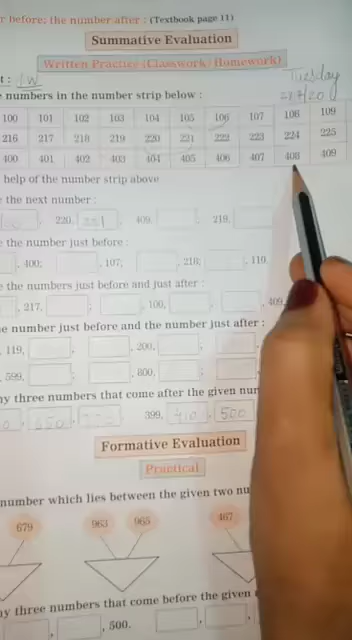 r before; the number after : (Textbook page 11)
Summative Evaluation
Written Practice (Classwork/Homework)
t : 1W Tuesday
e numbers in the number strip below :
100 101 102 103 104 105 106 107 108 109
216 217 218 219 220 221 222 223 224 225
400 401 402 403 404 405 406 407 408 409
help of the number strip above
e the next number :
220, 221, 409, 219,
e the number just before :
, 400; , 107; , 218; , 110
e the numbers just before and just after :
, 217, ; , 100, ; , 409
e number just before and the number just after :
, 119, ; , 200, ;
, 599, ; , 800, ;
ny three numbers that come after the given nu
399, 410, 500
Formative Evaluation
Practical
number which lies between the given two nu
679 963 965 467
ny three numbers that come before the given
, , 500. , ,